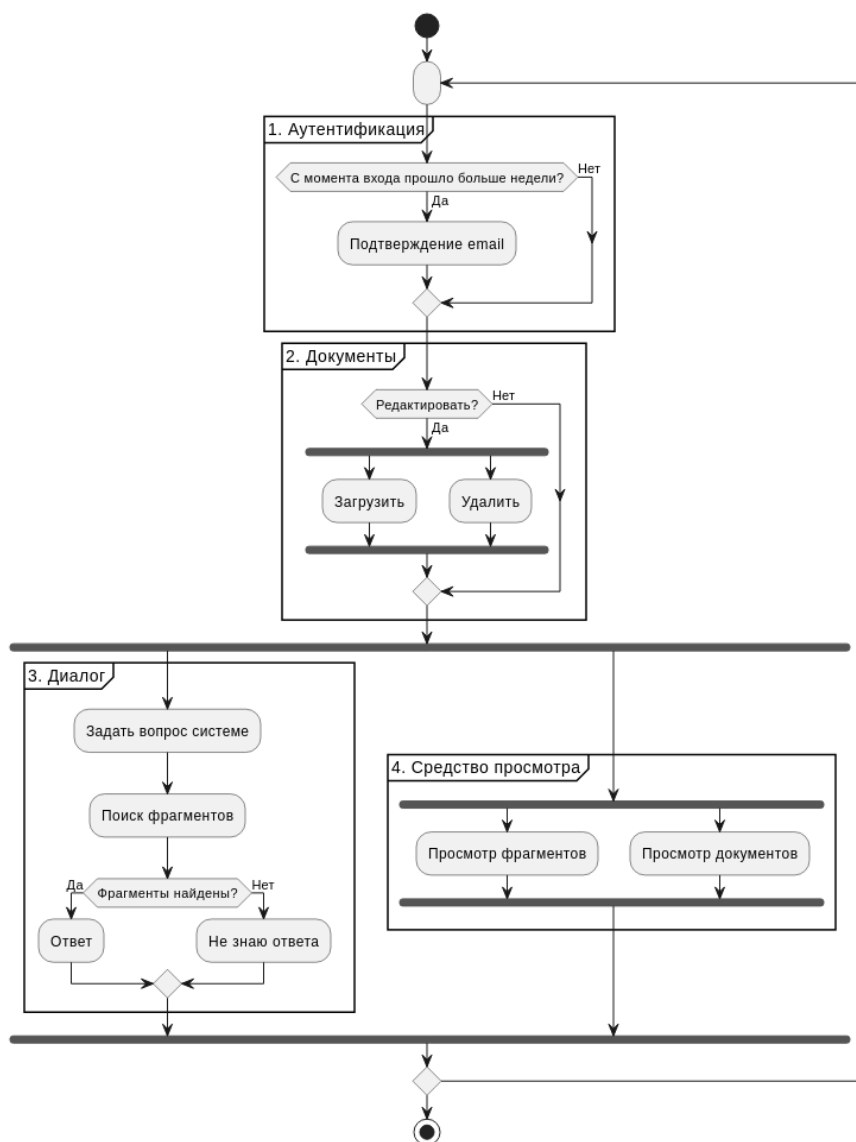 1. Аутентификация
С момента входа прошло больше недели?
Нет
Да
Подтверждение email
2. Документы
Редактировать?
Нет
Да
Загрузить
Удалить
3. Диалог
Задать вопрос системе
4. Средство просмотра
Поиск фрагментов
Просмотр фрагментов
Просмотр документов
Да
Фрагменты найдены?
Нет
Ответ
Не знаю ответа